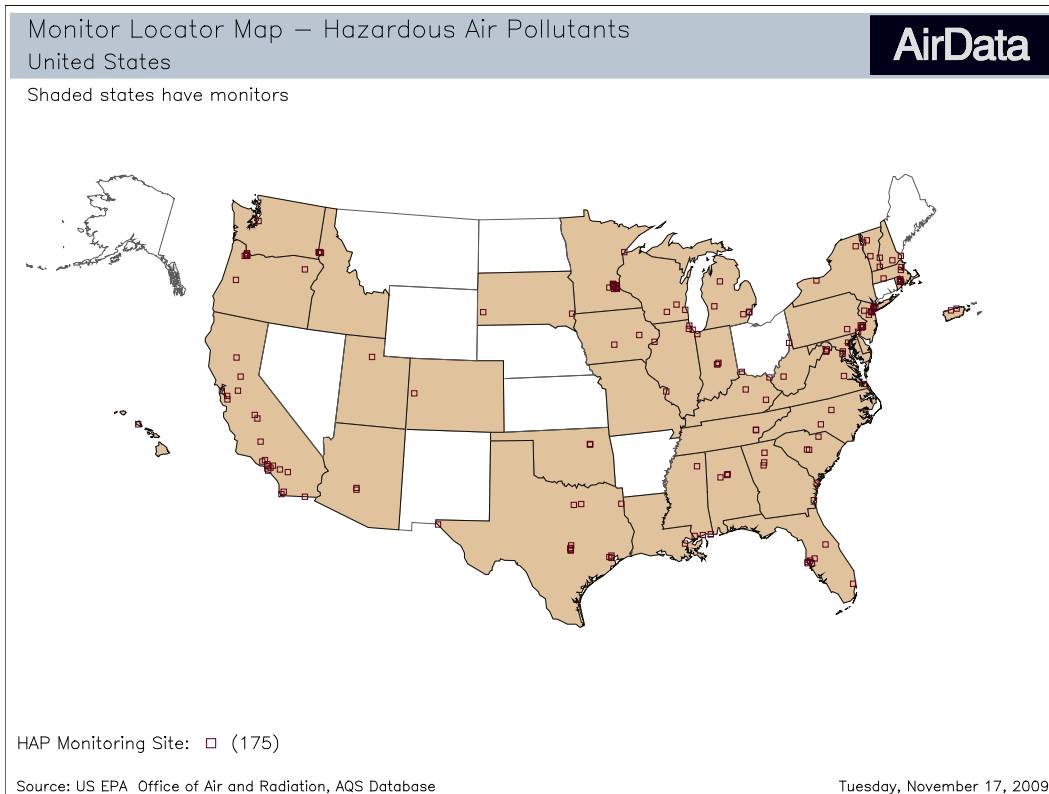 Monitor Locator Map – Hazardous Air Pollutants
AirData
United States
Shaded states have monitors
HAP Monitoring Site: (175)
Source: US EPA Office of Air and Radiation, AQS Database
Tuesday, November 17, 2009